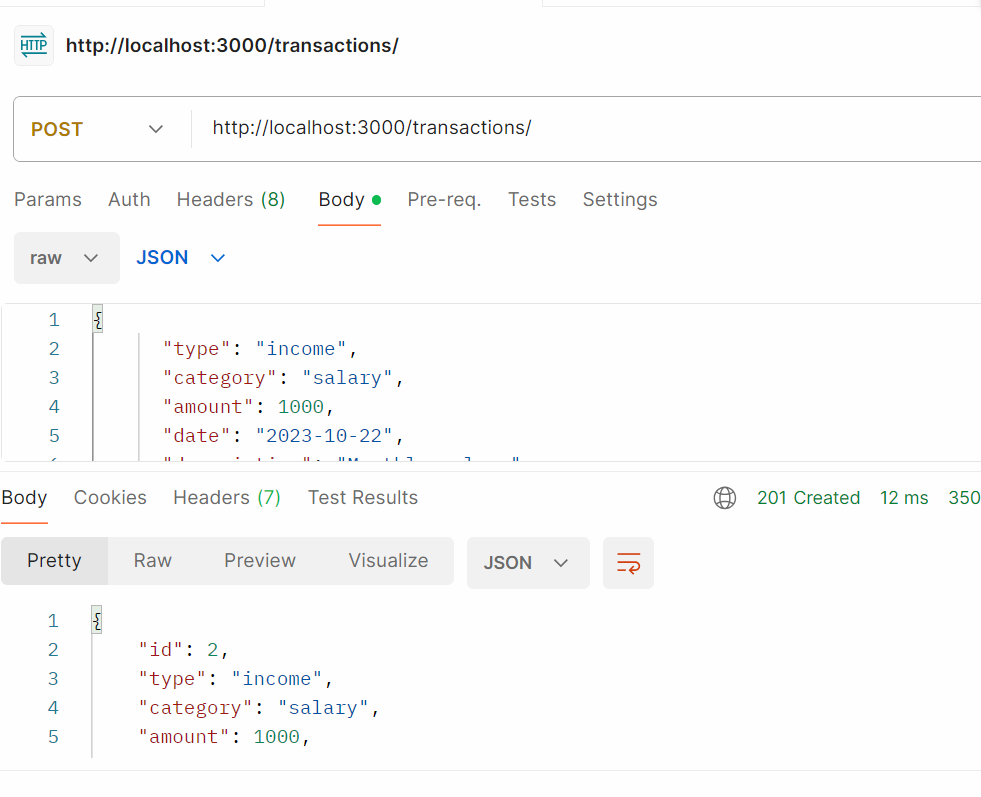 HTTP http://localhost:3000/transactions/
POST http://localhost:3000/transactions/
Params Auth Headers (8) Body Pre-req. Tests Settings
raw JSON
1 {
2 "type": "income",
3 "category": "salary",
4 "amount": 1000,
5 "date": "2023-10-22",
Body Cookies Headers (7) Test Results 201 Created 12 ms 350
Pretty Raw Preview Visualize JSON
1 {
2 "id": 2,
3 "type": "income",
4 "category": "salary",
5 "amount": 1000,